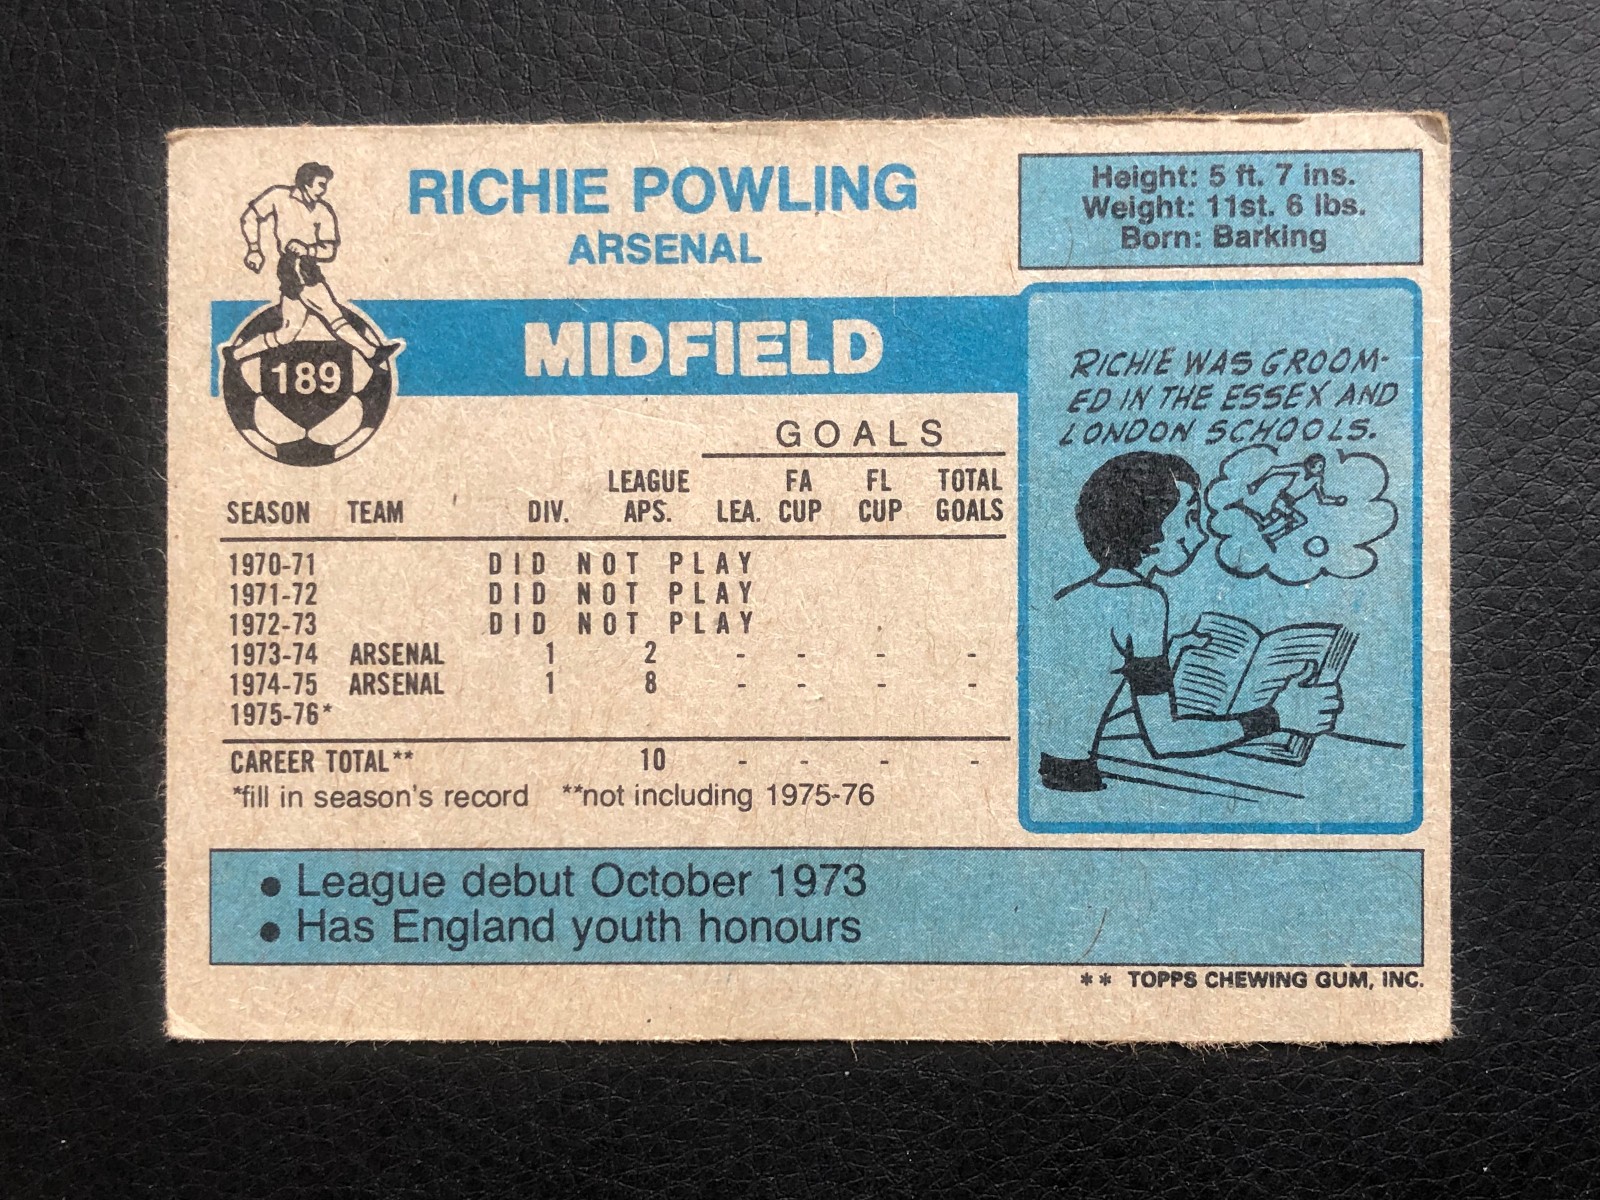 RICHIE POWLING
ARSENAL
Height: 5 ft. 7 ins.
Weight: 11st. 6 lbs.
Born: Barking
189
MIDFIELD
GOALS
SEASON TEAM DIV. LEAGUE APS. LEA. FA CUP FL CUP TOTAL GOALS
1970-71 DID NOT PLAY
1971-72 DID NOT PLAY
1972-73 DID NOT PLAY
1973-74 ARSENAL 1 2 - - - -
1974-75 ARSENAL 1 8 - - - -
1975-76*
CAREER TOTAL** 10 - - - -
*fill in season's record **not including 1975-76
RICHIE WAS GROOM-
ED IN THE ESSEX AND
LONDON SCHOOLS.
• League debut October 1973
• Has England youth honours
** TOPPS CHEWING GUM, INC.